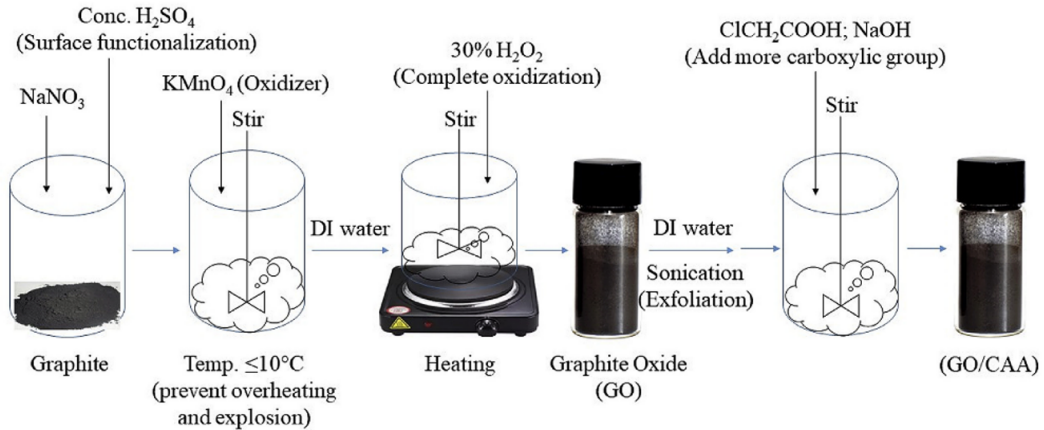 Conc. H₂SO₄
(Surface functionalization)
NaNO₃
Graphite
KMnO₄ (Oxidizer)
Stir
Temp. ≤10°C
(prevent overheating
and explosion)
DI water
30% H₂O₂
(Complete oxidization)
Stir
Heating
Graphite Oxide
(GO)
DI water
Sonication
(Exfoliation)
ClCH₂COOH; NaOH
(Add more carboxylic group)
Stir
(GO/CAA)